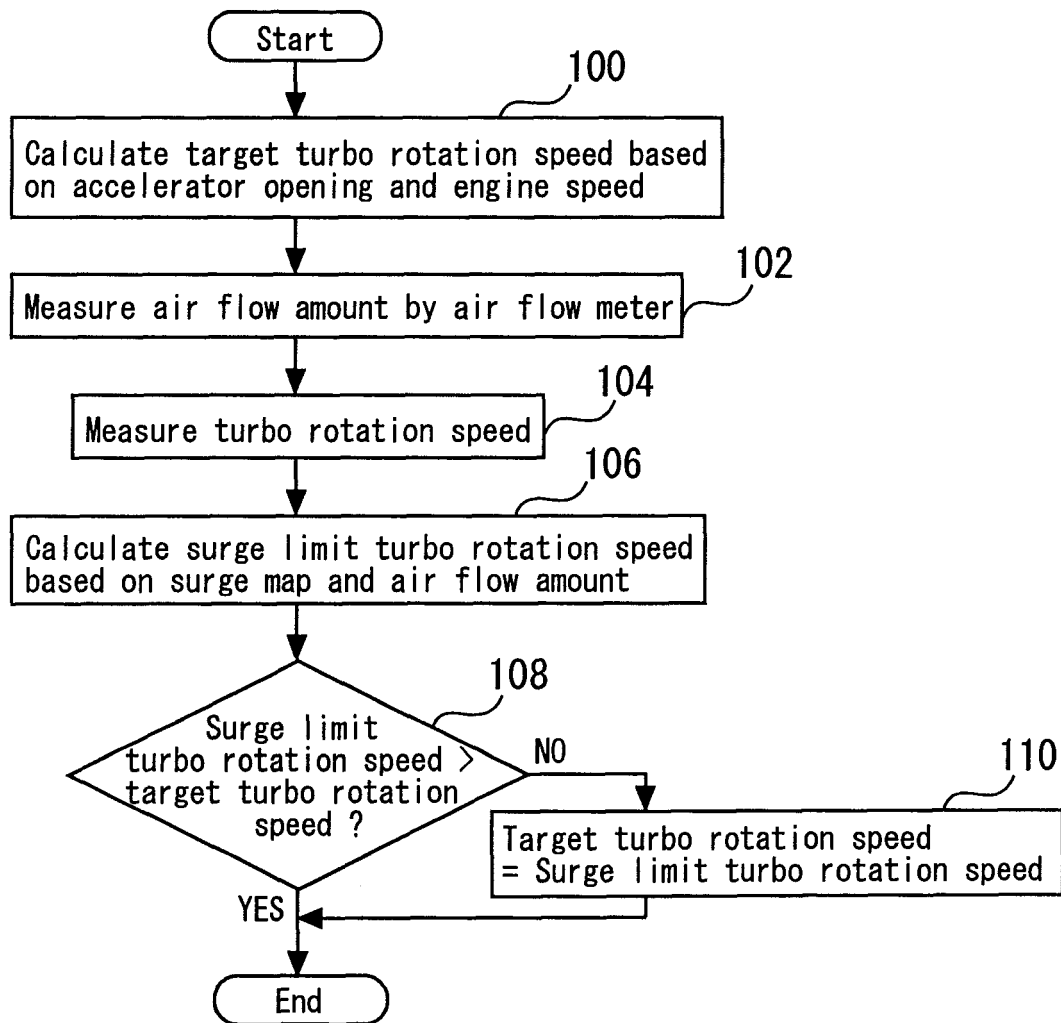 Start
100
Calculate target turbo rotation speed based
on accelerator opening and engine speed
102
Measure air flow amount by air flow meter
104
Measure turbo rotation speed
106
Calculate surge limit turbo rotation speed
based on surge map and air flow amount
108
Surge limit
turbo rotation speed >
target turbo rotation
speed ?
NO
110
Target turbo rotation speed
= Surge limit turbo rotation speed
YES
End